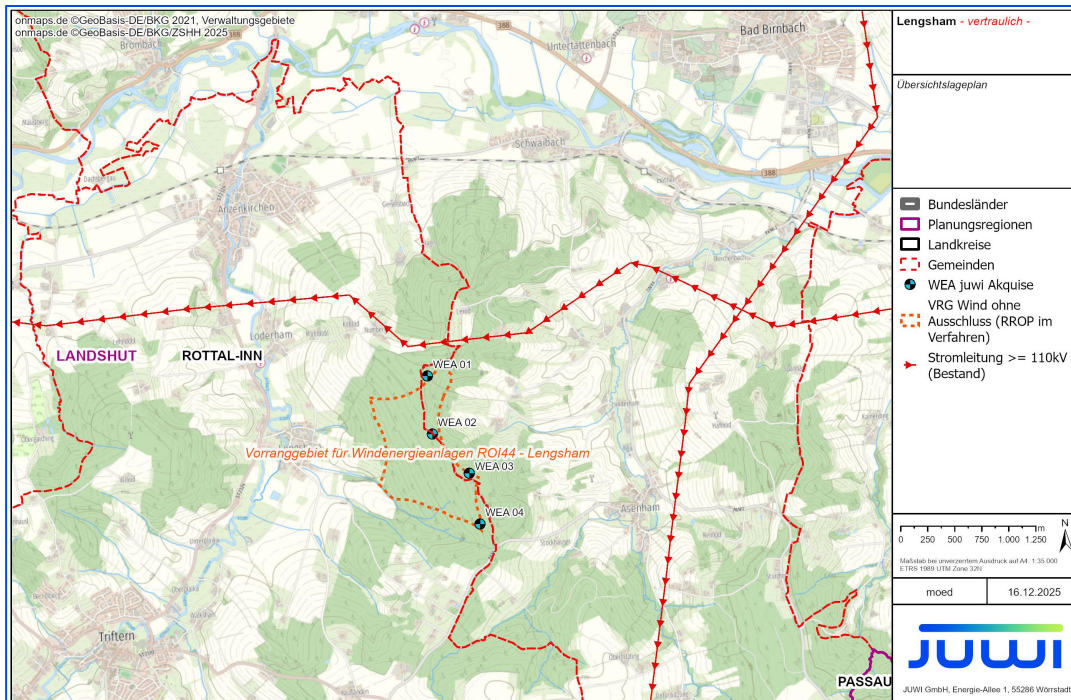 onmaps.de ©GeoBasis-DE/BKG 2021, Verwaltungsgebiete
onmaps.de ©GeoBasis-DE/BKG/ZSHH 2025
Brombach
388
Untertattenbach
Bad Birnbach
Schwaibach
388
Anzenkirchen
LANDSHUT
ROTTAL-INN
Loderham
WEA 01
WEA 02
Vorranggebiet für Windenergieanlagen ROI44 - Lengsham
WEA 03
WEA 04
Asenham
Triftern
PASSAU
Lengsham - vertraulich -
Übersichtslageplan
Bundesländer
Planungsregionen
Landkreise
Gemeinden
WEA juwi Akquise
VRG Wind ohne
Ausschluss (RROP im
Verfahren)
Stromleitung >= 110kV
(Bestand)
0 250 500 750 1.000 1.250 m
N
Maßstab bei unverzerrtem Ausdruck auf A4: 1:35.000
ETRS 1989 UTM Zone 32N
moed
16.12.2025
JUWI
JUWI GmbH, Energie-Allee 1, 55286 Wörrstadt